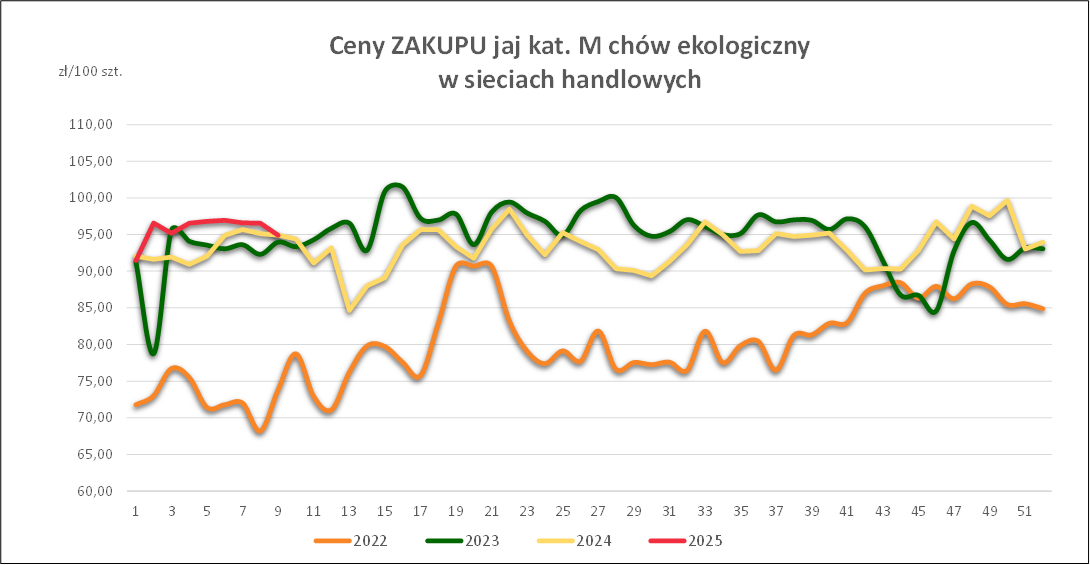 Ceny ZAKUPU jaj kat. M chów ekologiczny
w sieciach handlowych
zł/100 szt.
110,00
105,00
100,00
95,00
90,00
85,00
80,00
75,00
70,00
65,00
60,00
1 3 5 7 9 11 13 15 17 19 21 23 25 27 29 31 33 35 37 39 41 43 45 47 49 51
2022 2023 2024 2025